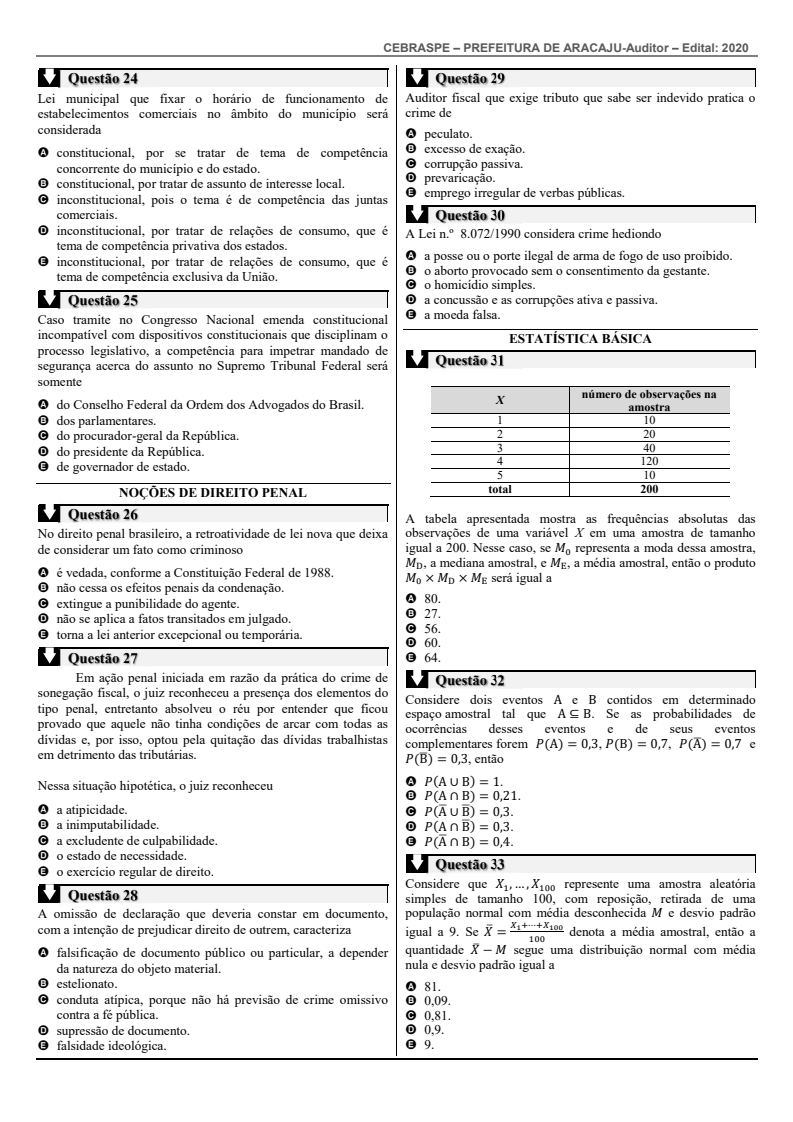 CEBRASPE – PREFEITURA DE ARACAJU-Auditor – Edital: 2020
Questão 24
Lei municipal que fixar o horário de funcionamento de
estabelecimentos comerciais no âmbito do município será
considerada
A constitucional, por se tratar de tema de competência
concorrente do município e do estado.
B constitucional, por tratar de assunto de interesse local.
C inconstitucional, pois o tema é de competência das juntas
comerciais.
D inconstitucional, por tratar de relações de consumo, que é
tema de competência privativa dos estados.
E inconstitucional, por tratar de relações de consumo, que é
tema de competência exclusiva da União.
Questão 25
Caso tramite no Congresso Nacional emenda constitucional
incompatível com dispositivos constitucionais que disciplinam o
processo legislativo, a competência para impetrar mandado de
segurança acerca do assunto no Supremo Tribunal Federal será
somente
A do Conselho Federal da Ordem dos Advogados do Brasil.
B dos parlamentares.
C do procurador-geral da República.
D do presidente da República.
E de governador de estado.
NOÇÕES DE DIREITO PENAL
Questão 26
No direito penal brasileiro, a retroatividade de lei nova que deixa
de considerar um fato como criminoso
A é vedada, conforme a Constituição Federal de 1988.
B não cessa os efeitos penais da condenação.
C extingue a punibilidade do agente.
D não se aplica a fatos transitados em julgado.
E torna a lei anterior excepcional ou temporária.
Questão 27
Em ação penal iniciada em razão da prática do crime de
sonegação fiscal, o juiz reconheceu a presença dos elementos do
tipo penal, entretanto absolveu o réu por entender que ficou
provado que aquele não tinha condições de arcar com todas as
dívidas e, por isso, optou pela quitação das dívidas trabalhistas
em detrimento das tributárias.
Nessa situação hipotética, o juiz reconheceu
A a atipicidade.
B a inimputabilidade.
C a excludente de culpabilidade.
D o estado de necessidade.
E o exercício regular de direito.
Questão 28
A omissão de declaração que deveria constar em documento,
com a intenção de prejudicar direito de outrem, caracteriza
A falsificação de documento público ou particular, a depender
da natureza do objeto material.
B estelionato.
C conduta atípica, porque não há previsão de crime omissivo
contra a fé pública.
D supressão de documento.
E falsidade ideológica.
Questão 29
Auditor fiscal que exige tributo que sabe ser indevido pratica o
crime de
A peculato.
B excesso de exação.
C corrupção passiva.
D prevaricação.
E emprego irregular de verbas públicas.
Questão 30
A Lei n.º 8.072/1990 considera crime hediondo
A a posse ou o porte ilegal de arma de fogo de uso proibido.
B o aborto provocado sem o consentimento da gestante.
C o homicídio simples.
D a concussão e as corrupções ativa e passiva.
E a moeda falsa.
ESTATÍSTICA BÁSICA
Questão 31
X número de observações na
amostra
1 10
2 20
3 40
4 120
5 10
total 200
A tabela apresentada mostra as frequências absolutas das
observações de uma variável X em uma amostra de tamanho
igual a 200. Nesse caso, se M₀ representa a moda dessa amostra,
M_D, a mediana amostral, e M_E, a média amostral, então o produto
M₀ × M_D × M_E será igual a
A 80.
B 27.
C 56.
D 60.
E 64.
Questão 32
Considere dois eventos A e B contidos em determinado
espaço amostral tal que A ⊆ B. Se as probabilidades de
ocorrências desses eventos e de seus eventos
complementares forem P(A) = 0,3, P(B) = 0,7, P(A̅) = 0,7 e
P(B̅) = 0,3, então
A P(A ∪ B) = 1.
B P(A ∩ B) = 0,21.
C P(A̅ ∪ B̅) = 0,3.
D P(A ∩ B̅) = 0,3.
E P(A̅ ∩ B) = 0,4.
Questão 33
Considere que X₁, …, X₁₀₀ represente uma amostra aleatória
simples de tamanho 100, com reposição, retirada de uma
população normal com média desconhecida M e desvio padrão
igual a 9. Se X̅ = (X₁+⋯+X₁₀₀)/100 denota a média amostral, então a
quantidade X̅ − M segue uma distribuição normal com média
nula e desvio padrão igual a
A 81.
B 0,09.
C 0,81.
D 0,9.
E 9.